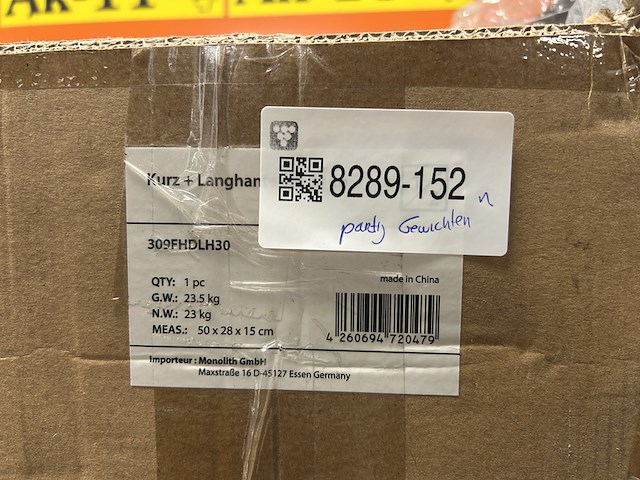 8289-152
partij Gewichten
Kurz + Langhan
309FHDLH30
QTY: 1 pc
G.W.: 23.5 kg
N.W.: 23 kg
MEAS.: 50 x 28 x 15 cm
made in China
4 260694 720479
Importeur : Monolith GmbH
Maxstraße 16 D-45127 Essen Germany